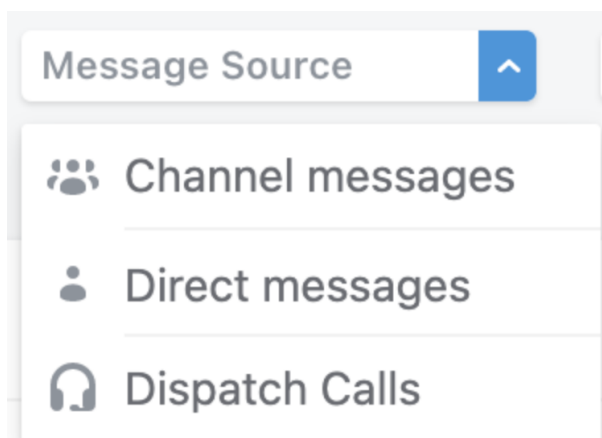 Message Source
Channel messages
Direct messages
Dispatch Calls